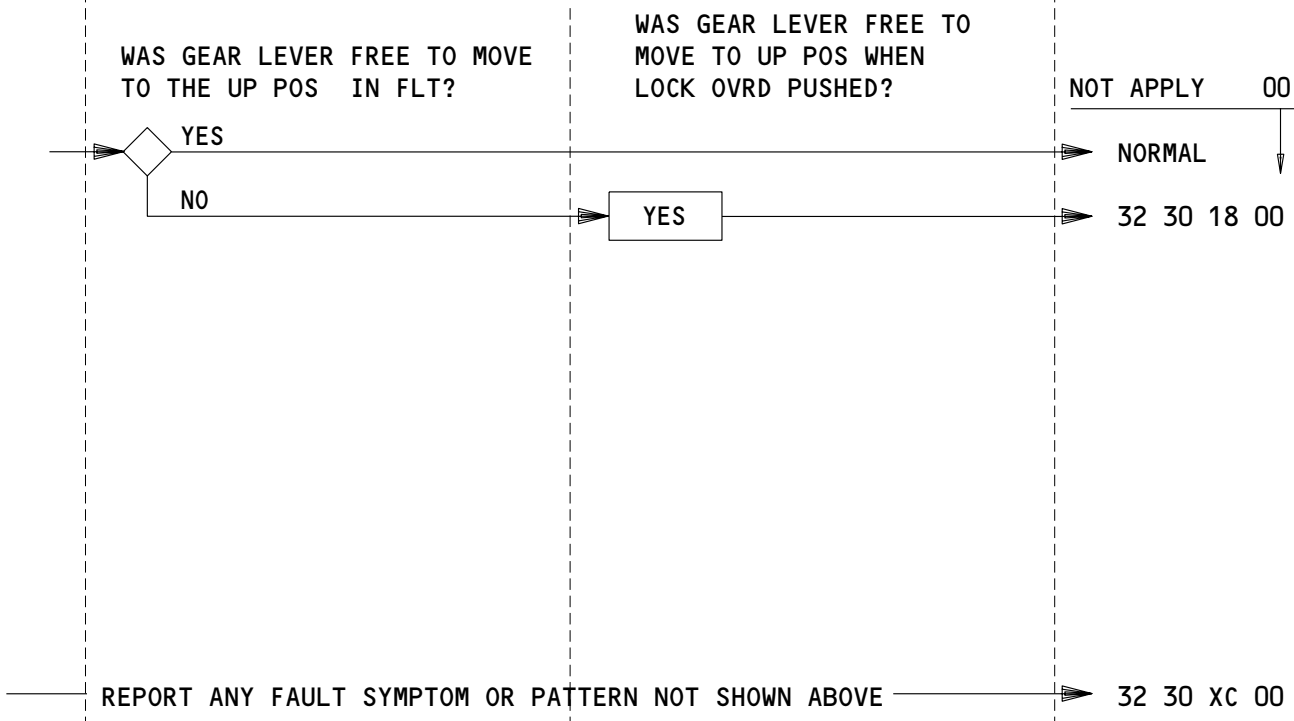 WAS GEAR LEVER FREE TO MOVE
TO THE UP POS IN FLT?
WAS GEAR LEVER FREE TO
MOVE TO UP POS WHEN
LOCK OVRD PUSHED?
NOT APPLY 00
YES
NORMAL
NO
YES
32 30 18 00
REPORT ANY FAULT SYMPTOM OR PATTERN NOT SHOWN ABOVE
32 30 XC 00